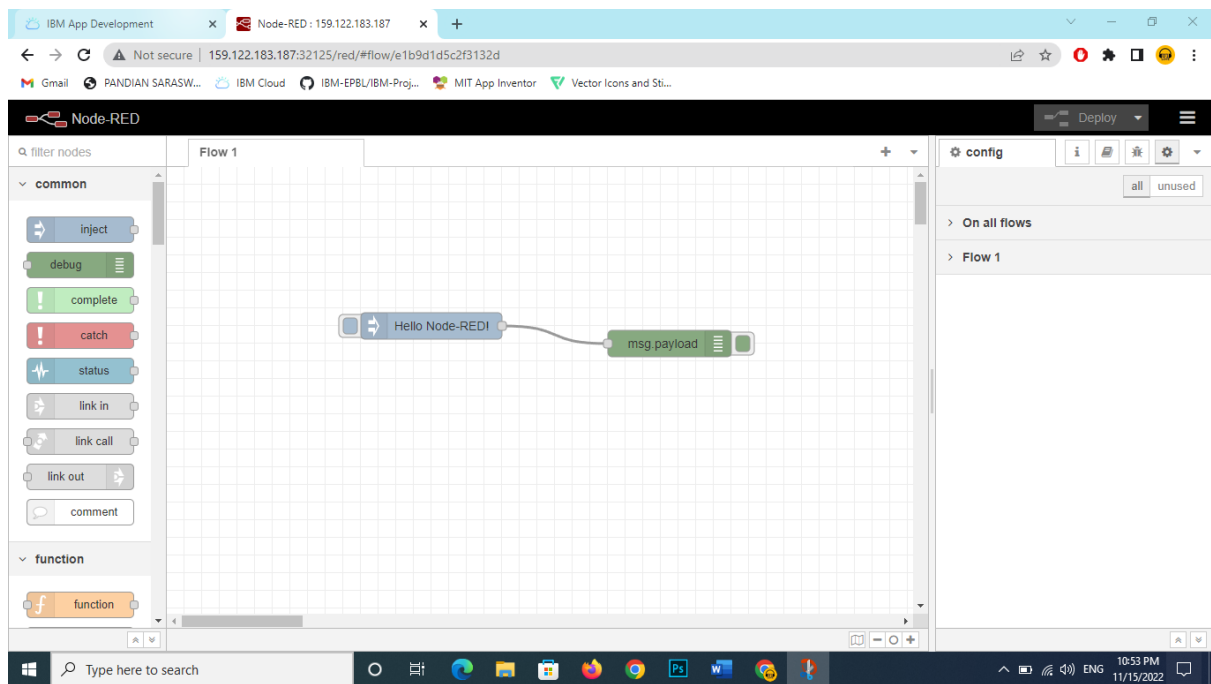 IBM App Development
Node-RED : 159.122.183.187
Not secure | 159.122.183.187:32125/red/#flow/e1b9d1d5c2f3132d
Gmail PANDIAN SARASW... IBM Cloud IBM-EPBL/IBM-Proj... MIT App Inventor Vector Icons and Sti...
Node-RED Deploy
filter nodes Flow 1 config
all unused
common
On all flows
Flow 1
inject
debug
complete
catch
status
link in
link call
link out
comment
Hello Node-RED!
msg.payload
function
function
Type here to search
Ps
W
ENG
10:53 PM
11/15/2022